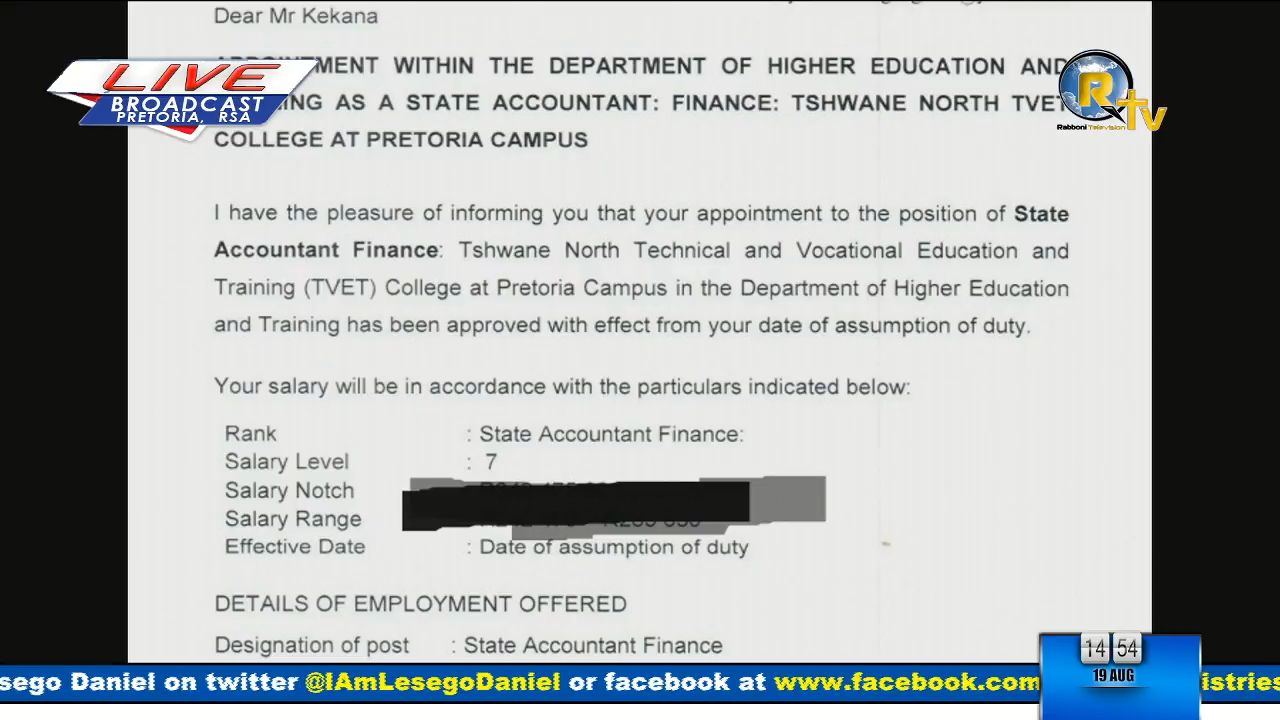 Dear Mr Kekana
LIVE
BROADCAST
PRETORIA, RSA
R tv
Rabboni Television
WITHIN THE DEPARTMENT OF HIGHER EDUCATION AND
AS A STATE ACCOUNTANT: FINANCE: TSHWANE NORTH TVET
COLLEGE AT PRETORIA CAMPUS
I have the pleasure of informing you that your appointment to the position of State
Accountant Finance: Tshwane North Technical and Vocational Education and
Training (TVET) College at Pretoria Campus in the Department of Higher Education
and Training has been approved with effect from your date of assumption of duty.
Your salary will be in accordance with the particulars indicated below:
Rank : State Accountant Finance:
Salary Level : 7
Salary Notch
Salary Range
Effective Date : Date of assumption of duty
DETAILS OF EMPLOYMENT OFFERED
Designation of post : State Accountant Finance
14 54
19 AUG
sego Daniel on twitter @IAmLesegoDaniel or facebook at www.facebook.com istries